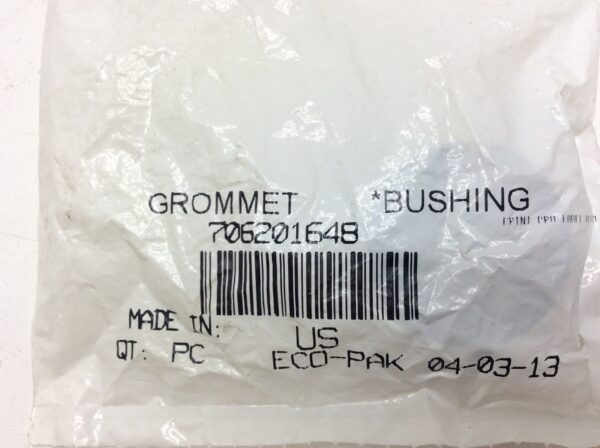 GROMMET *BUSHING
706201648
MADE IN: US
QT: PC ECO-PAK 04-03-13